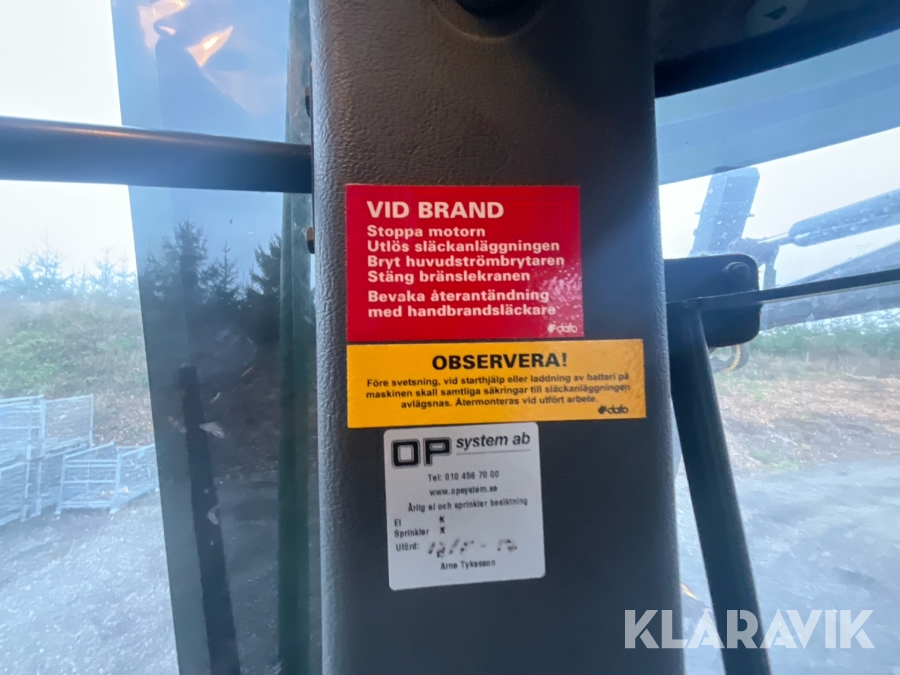 VID BRAND
Stoppa motorn
Utlös släckanläggningen
Bryt huvudströmbrytaren
Stäng bränslekranen
Bevaka återantändning
med handbrandsläckare
dafo
OBSERVERA!
Före svetsning, vid starthjälp eller laddning av batteri på
maskinen skall samtliga säkringar till släckanläggningen
avlägsnas. Återmonteras vid utfört arbete.
dafo
OP system ab
Tel: 010 456 70 00
www.opsystem.se
Årlig el och sprinkler besiktning
El X
Sprinkler X
Utförd:
Arne Tykesson
KLARAVIK